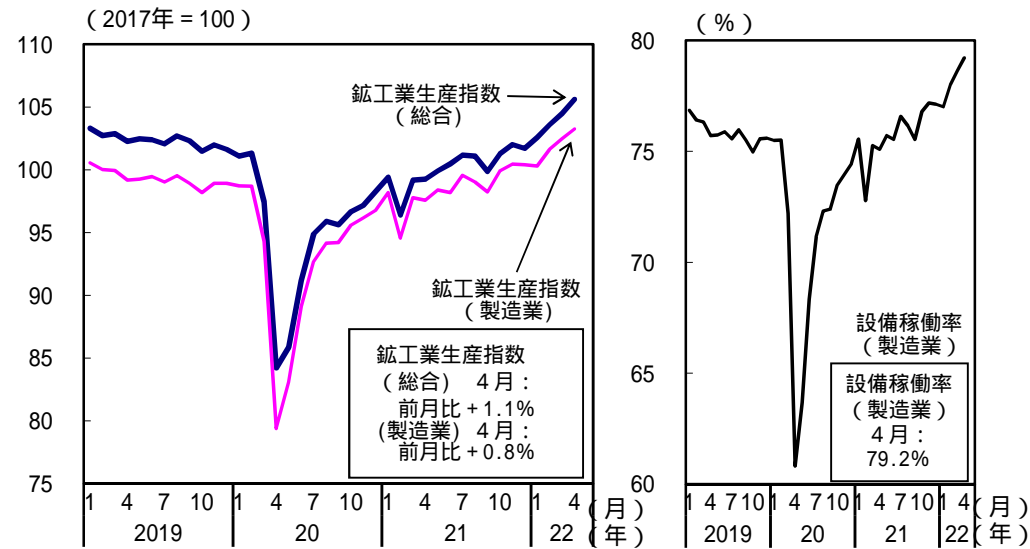 (2017年 = 100)
110
105
100
95
90
85
80
75
鉱工業生産指数
(総合)
鉱工業生産指数
(製造業)
鉱工業生産指数
(総合) 4月:
前月比+1.1%
(製造業) 4月:
前月比+0.8%
1 4 7 10 1 4 7 10 1 4 7 10 1 4 (月)
2019 20 21 22 (年)
(%)
80
75
70
65
60
設備稼働率
(製造業)
設備稼働率
(製造業)
4月:
79.2%
1 4 7 10 1 4 7 10 1 4 7 10 1 4 (月)
2019 20 21 22 (年)